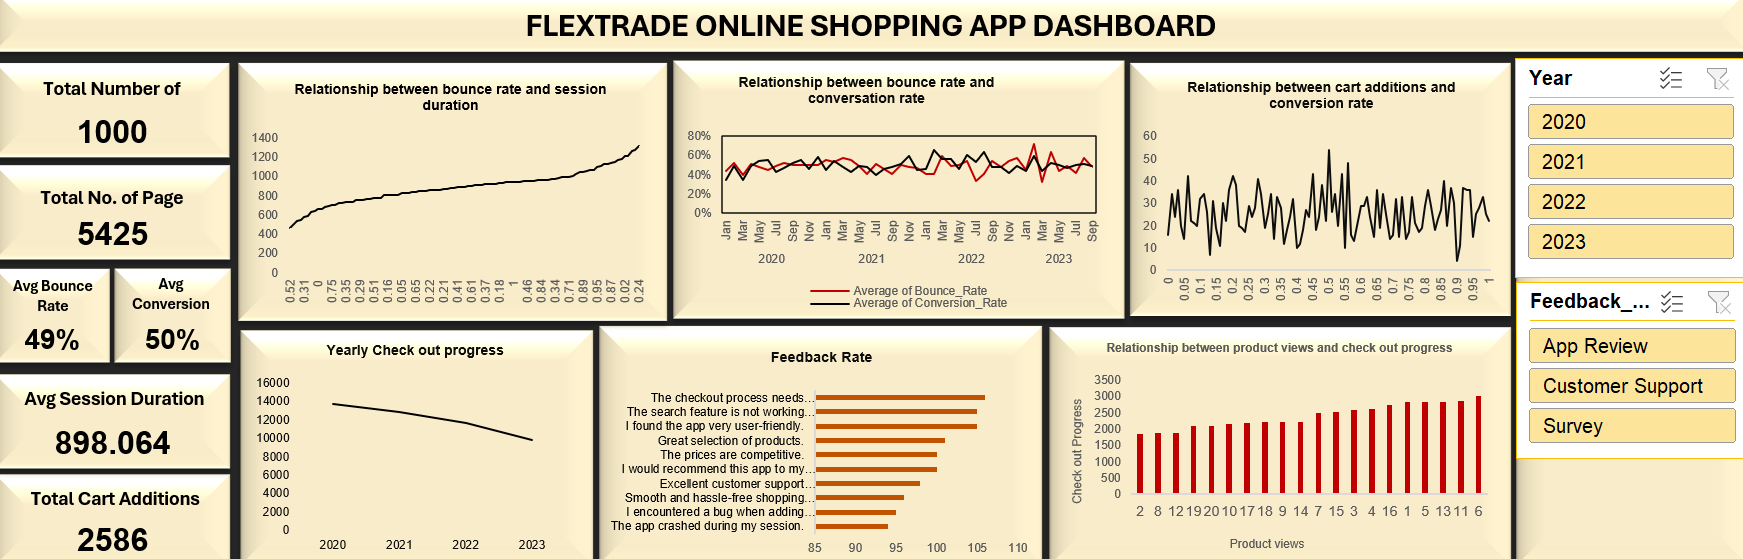 FLEXTRADE ONLINE SHOPPING APP DASHBOARD
Total Number of
1000
Total No. of Page
5425
Avg Bounce
Rate
49%
Avg
Conversion
50%
Avg Session Duration
898.064
Total Cart Additions
2586
Relationship between bounce rate and session
duration
1400
1200
1000
800
600
400
200
0
0.52 0.31 0 0.75 0.35 0.29 0.51 0.16 0.05 0.65 0.22 0.21 0.41 0.61 0.37 0.18 1 0.46 0.84 0.34 0.71 0.89 0.95 0.87 0.02 0.24
Relationship between bounce rate and
conversation rate
80%
60%
40%
20%
0%
Jan Mar May Jul Sep Nov Jan Mar May Jul Sep Nov Jan Mar May Jul Sep Nov Jan Mar May Jul Sep
2020 2021 2022 2023
Average of Bounce_Rate
Average of Conversion_Rate
Relationship between cart additions and
conversion rate
60
50
40
30
20
10
0
0 0.05 0.1 0.15 0.2 0.25 0.3 0.35 0.4 0.45 0.5 0.55 0.6 0.65 0.7 0.75 0.8 0.85 0.9 0.95 1
Year
2020
2021
2022
2023
Feedback_...
App Review
Customer Support
Survey
Yearly Check out progress
16000
14000
12000
10000
8000
6000
4000
2000
0
2020 2021 2022 2023
Feedback Rate
The checkout process needs...
The search feature is not working...
I found the app very user-friendly.
Great selection of products.
The prices are competitive.
I would recommend this app to my...
Excellent customer support...
Smooth and hassle-free shopping...
I encountered a bug when adding...
The app crashed during my session.
85 90 95 100 105 110
Relationship between product views and check out progress
Check out Progress
3500
3000
2500
2000
1500
1000
500
0
2 8 12 19 20 10 17 18 9 14 7 15 3 4 16 1 5 13 11 6
Product views